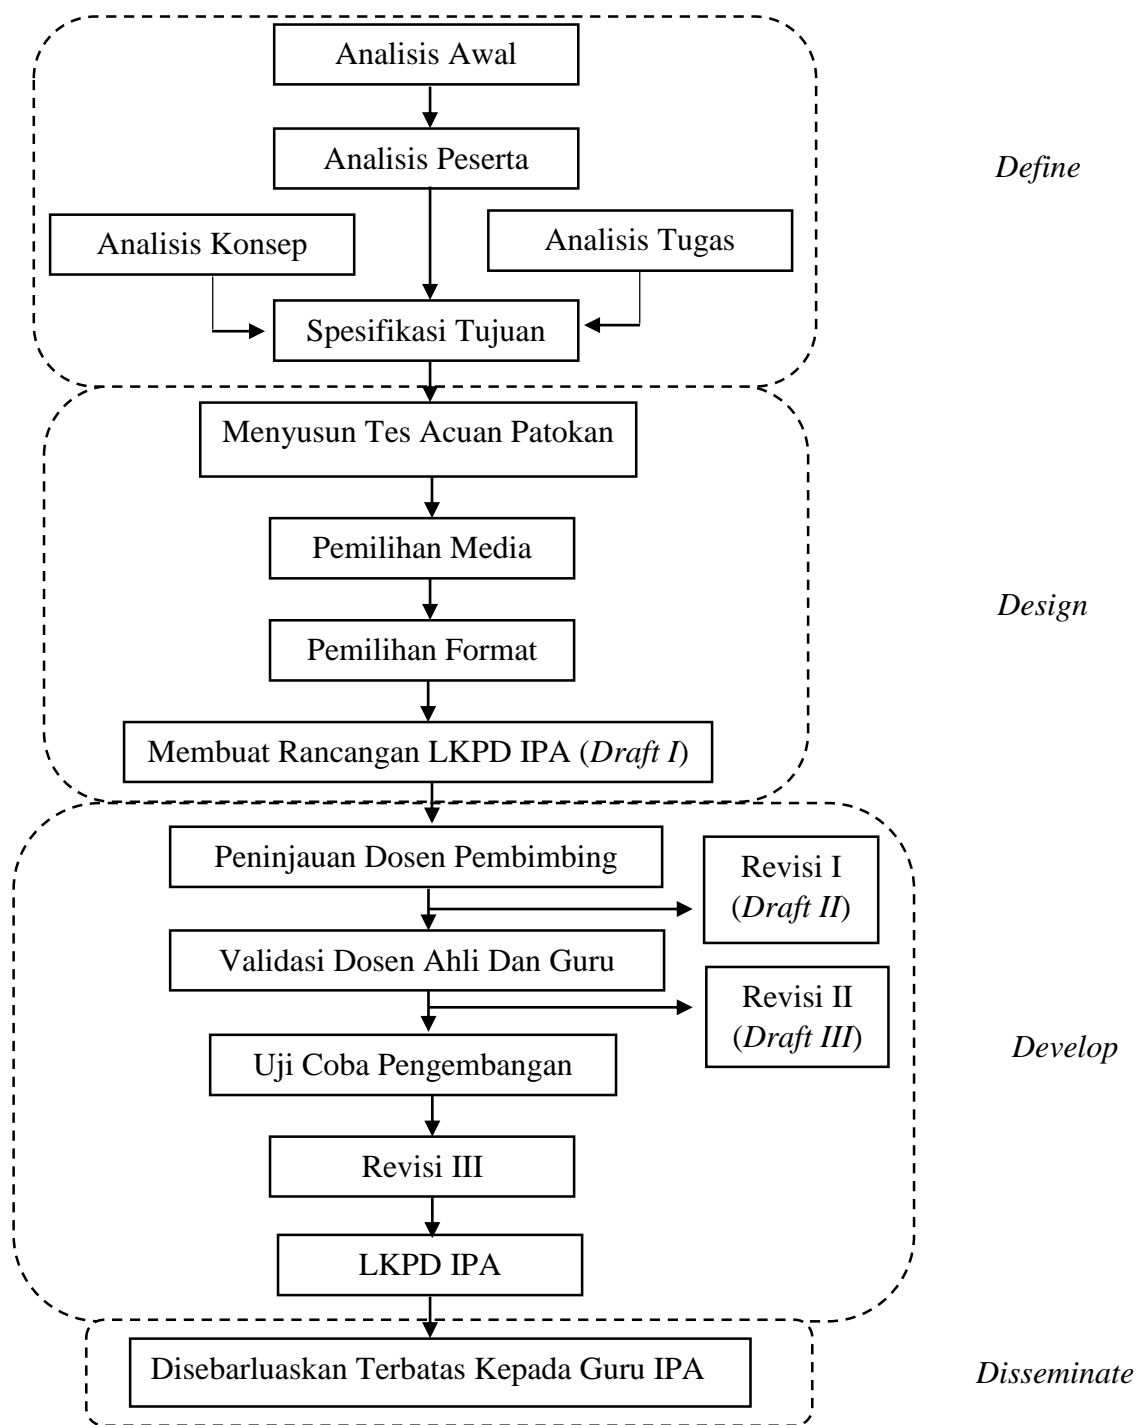 Analisis Awal
Analisis Peserta
Define
Analisis Konsep
Analisis Tugas
Spesifikasi Tujuan
Menyusun Tes Acuan Patokan
Pemilihan Media
Design
Pemilihan Format
Membuat Rancangan LKPD IPA (Draft I)
Peninjauan Dosen Pembimbing
Revisi I
(Draft II)
Validasi Dosen Ahli Dan Guru
Revisi II
(Draft III)
Develop
Uji Coba Pengembangan
Revisi III
LKPD IPA
Disebarluaskan Terbatas Kepada Guru IPA
Disseminate